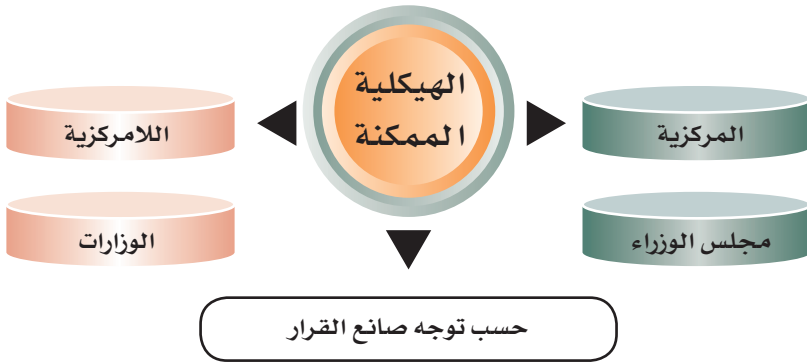 الهيكلية
الممكنة
المركزية
اللامركزية
مجلس الوزراء
الوزارات
حسب توجه صانع القرار